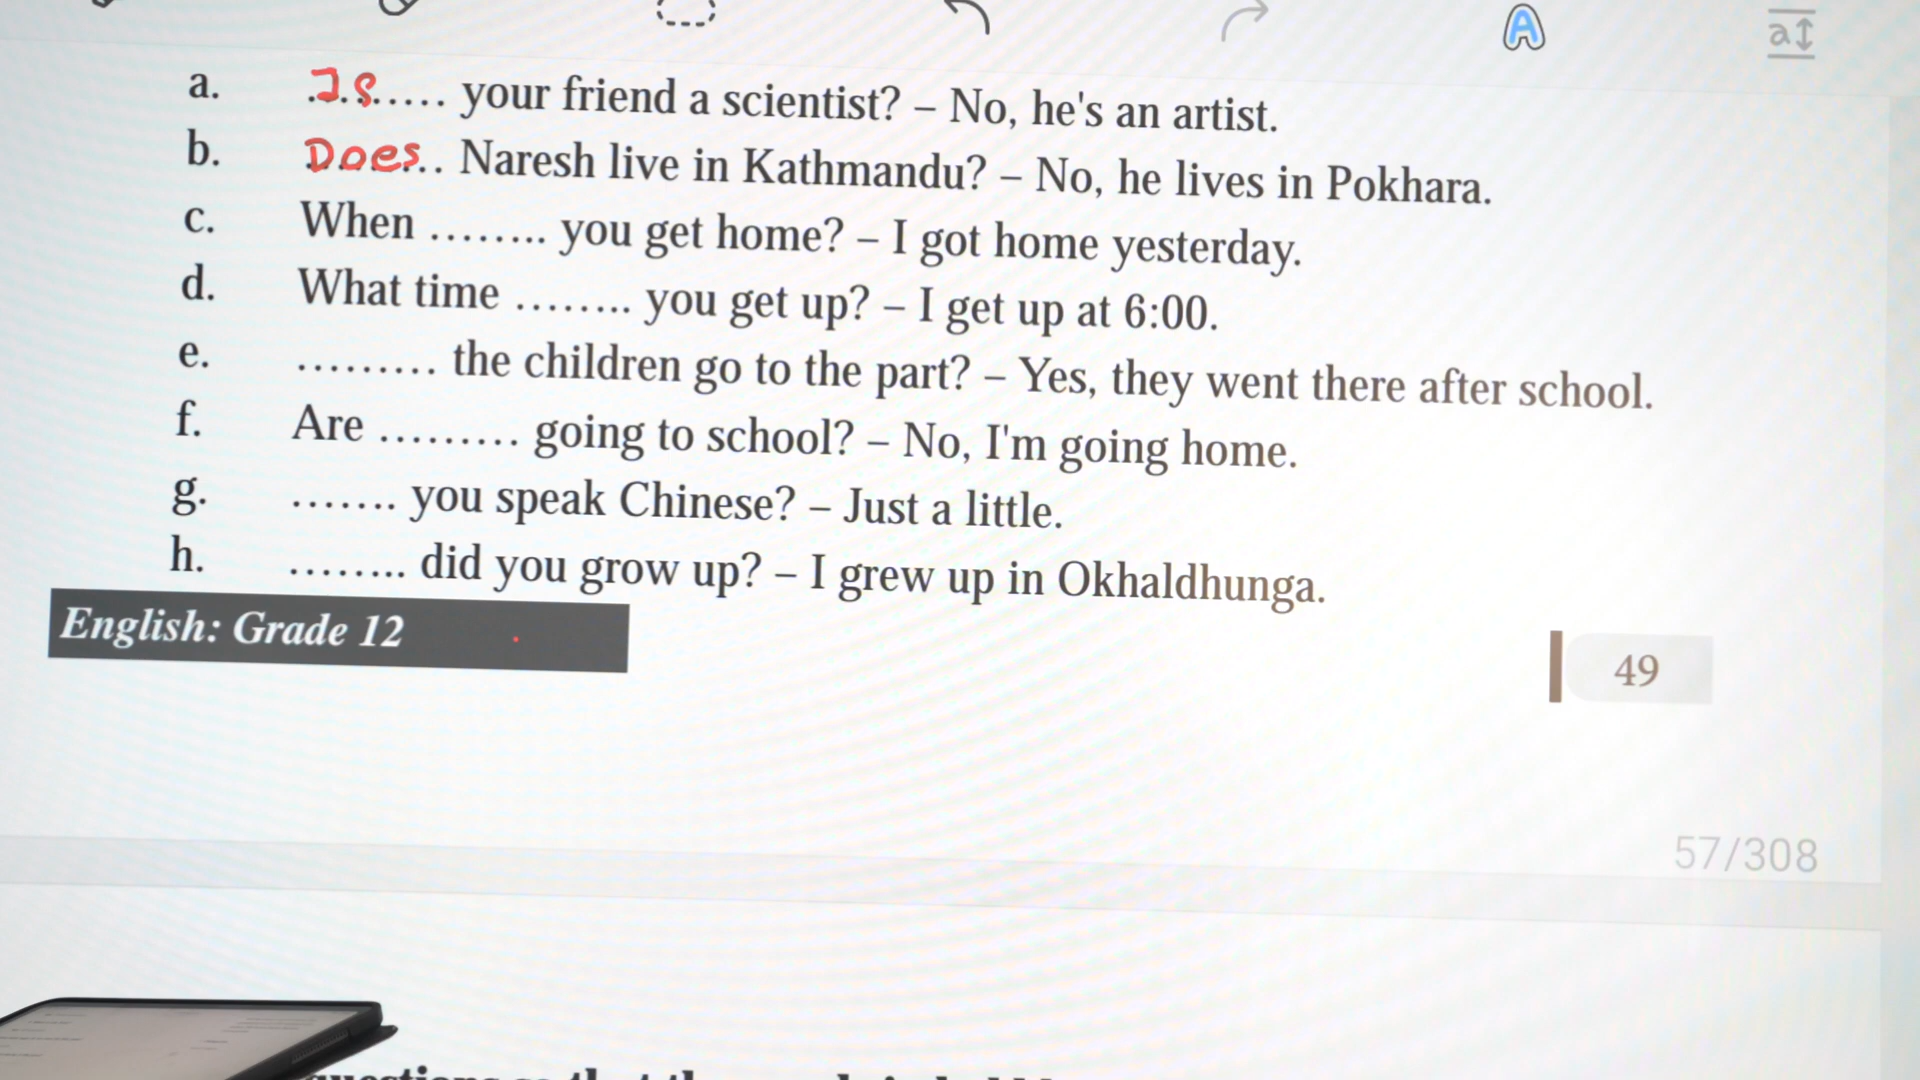 a. Is..... your friend a scientist? – No, he's an artist.
b. Does.. Naresh live in Kathmandu? – No, he lives in Pokhara.
c. When ........ you get home? – I got home yesterday.
d. What time ........ you get up? – I get up at 6:00.
e. ......... the children go to the part? – Yes, they went there after school.
f. Are ......... going to school? – No, I'm going home.
g. ....... you speak Chinese? – Just a little.
h. ........ did you grow up? – I grew up in Okhaldhunga.
English: Grade 12
49
57/308